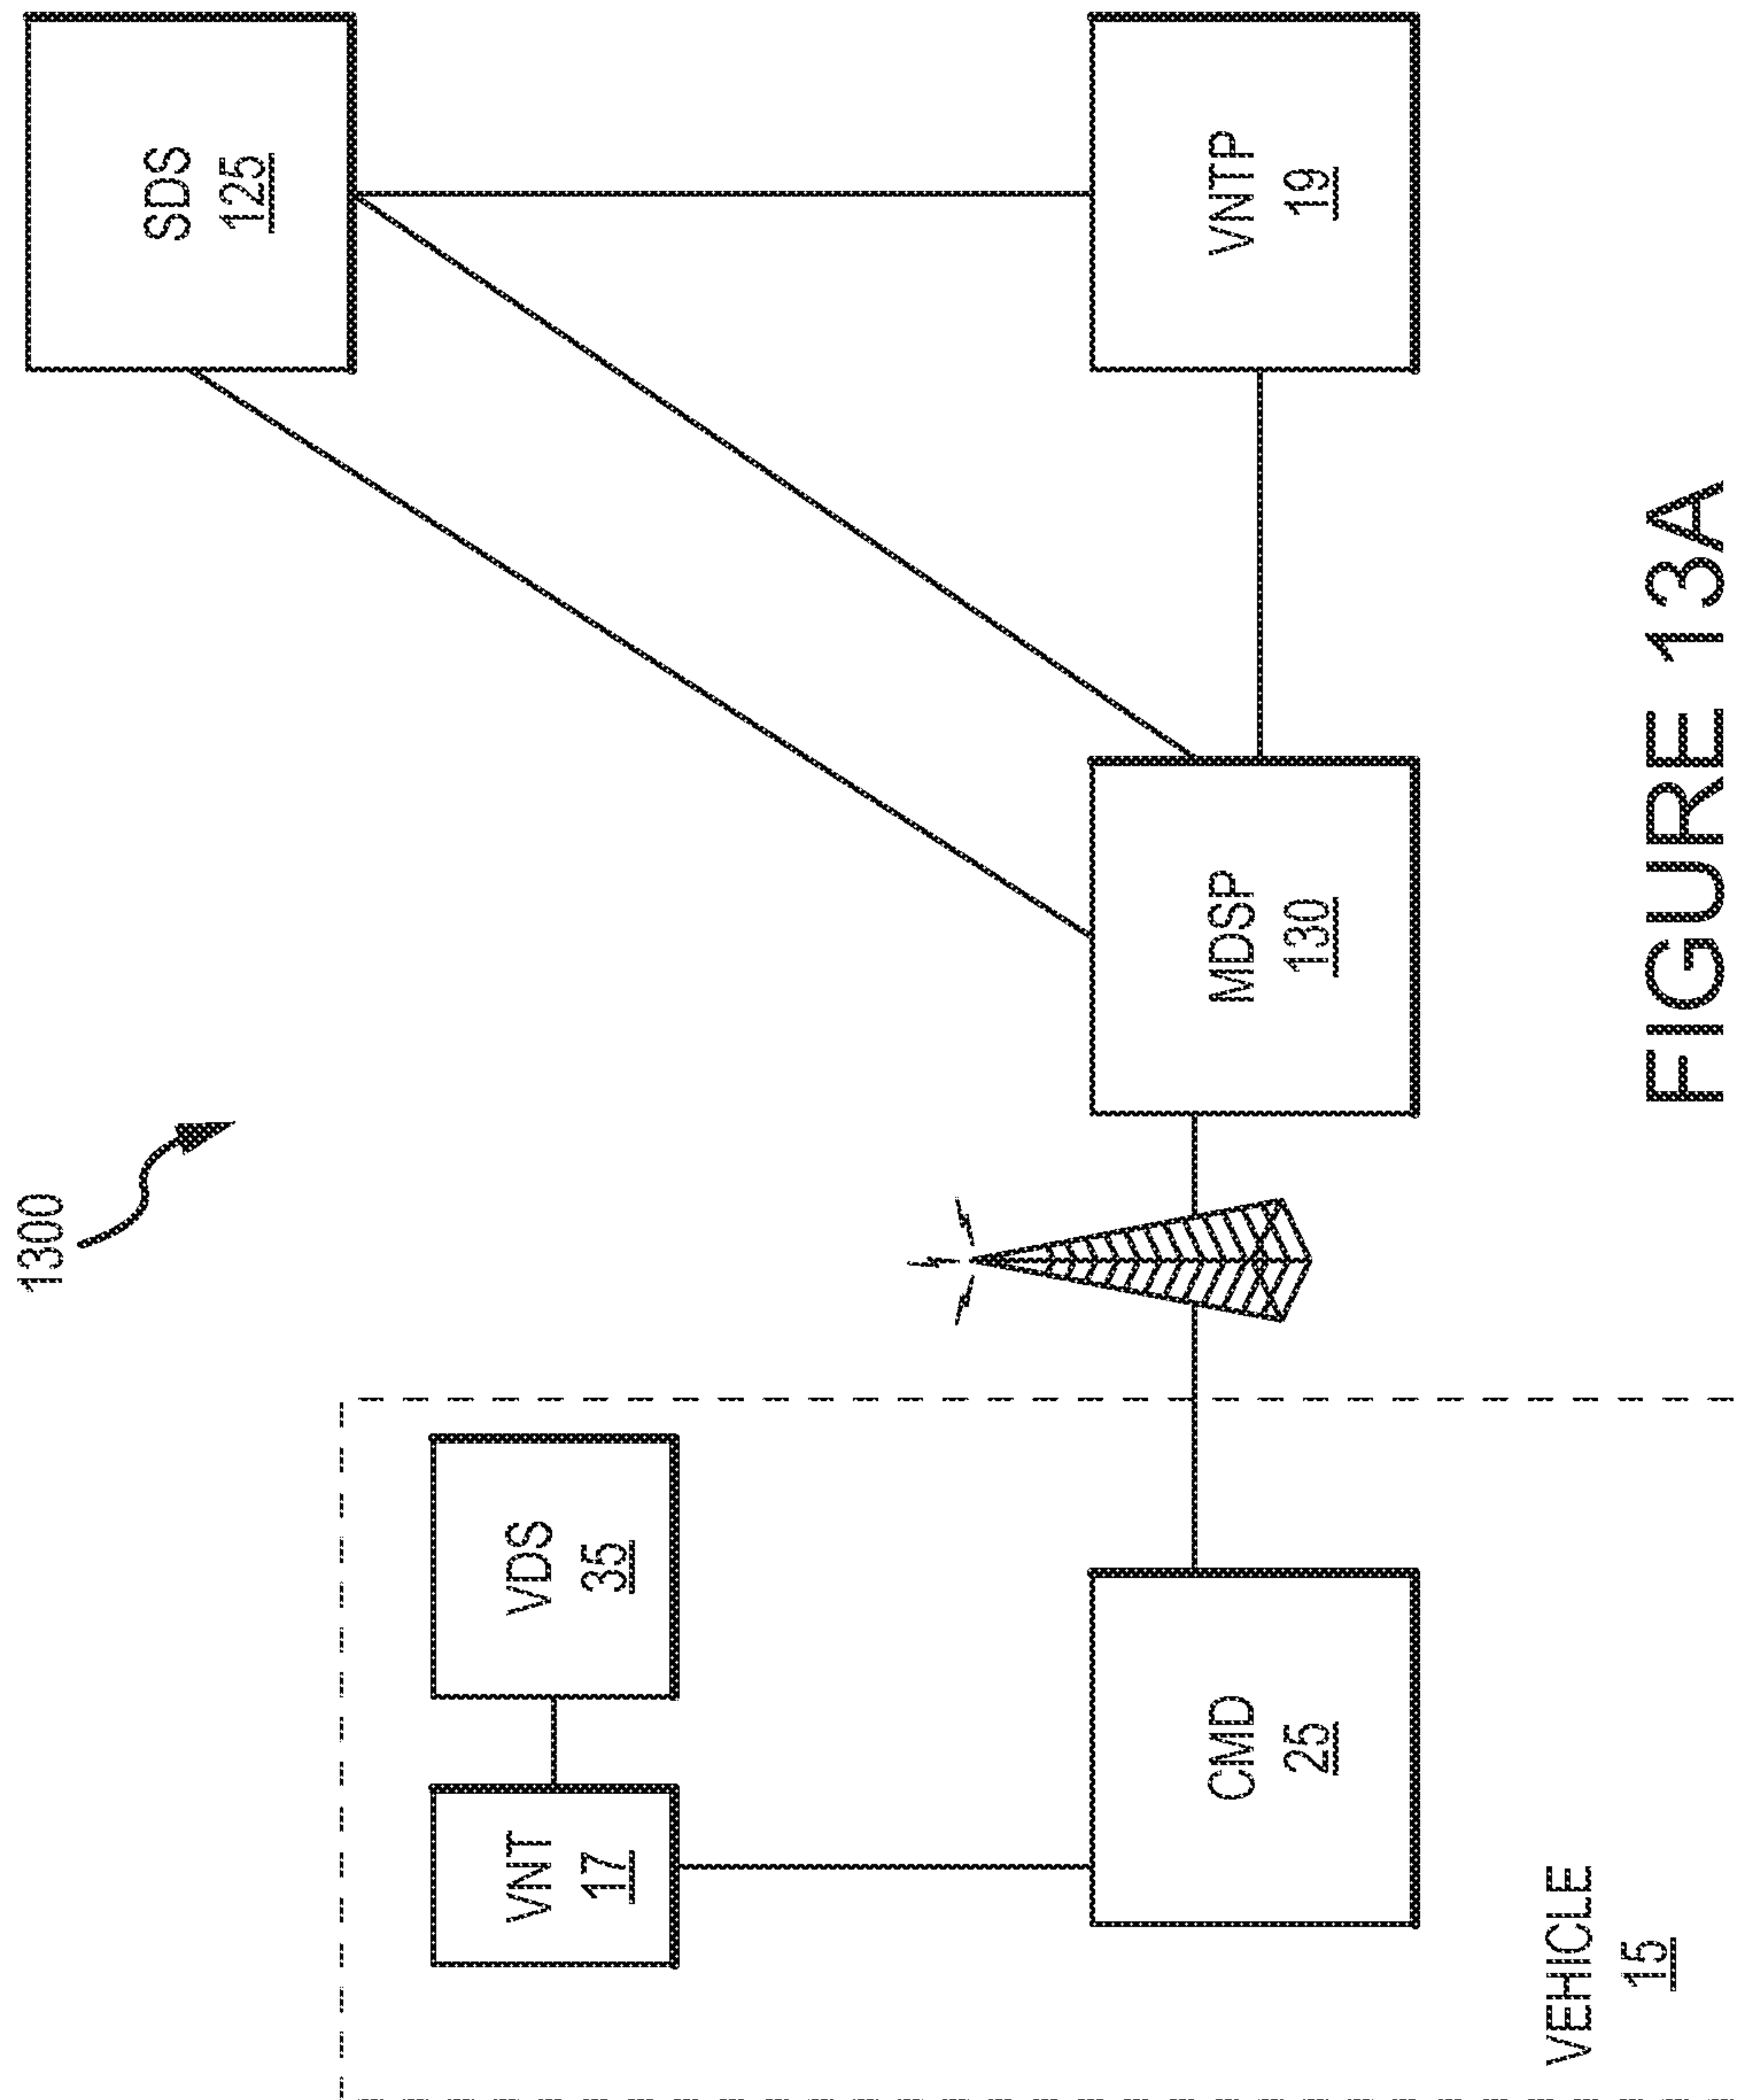 1300
VNT
17
VDS
35
SDS
125
CMD
25
MDSP
130
VNTP
19
VEHICLE
15
FIGURE 13A